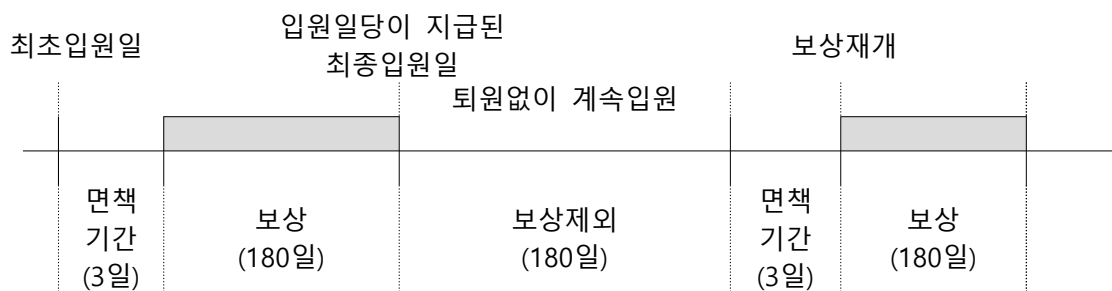 최초입원일
입원일당이 지급된
최종입원일
보상재개
퇴원없이 계속입원
면책
기간
(3일)
보상
(180일)
보상제외
(180일)
면책
기간
(3일)
보상
(180일)